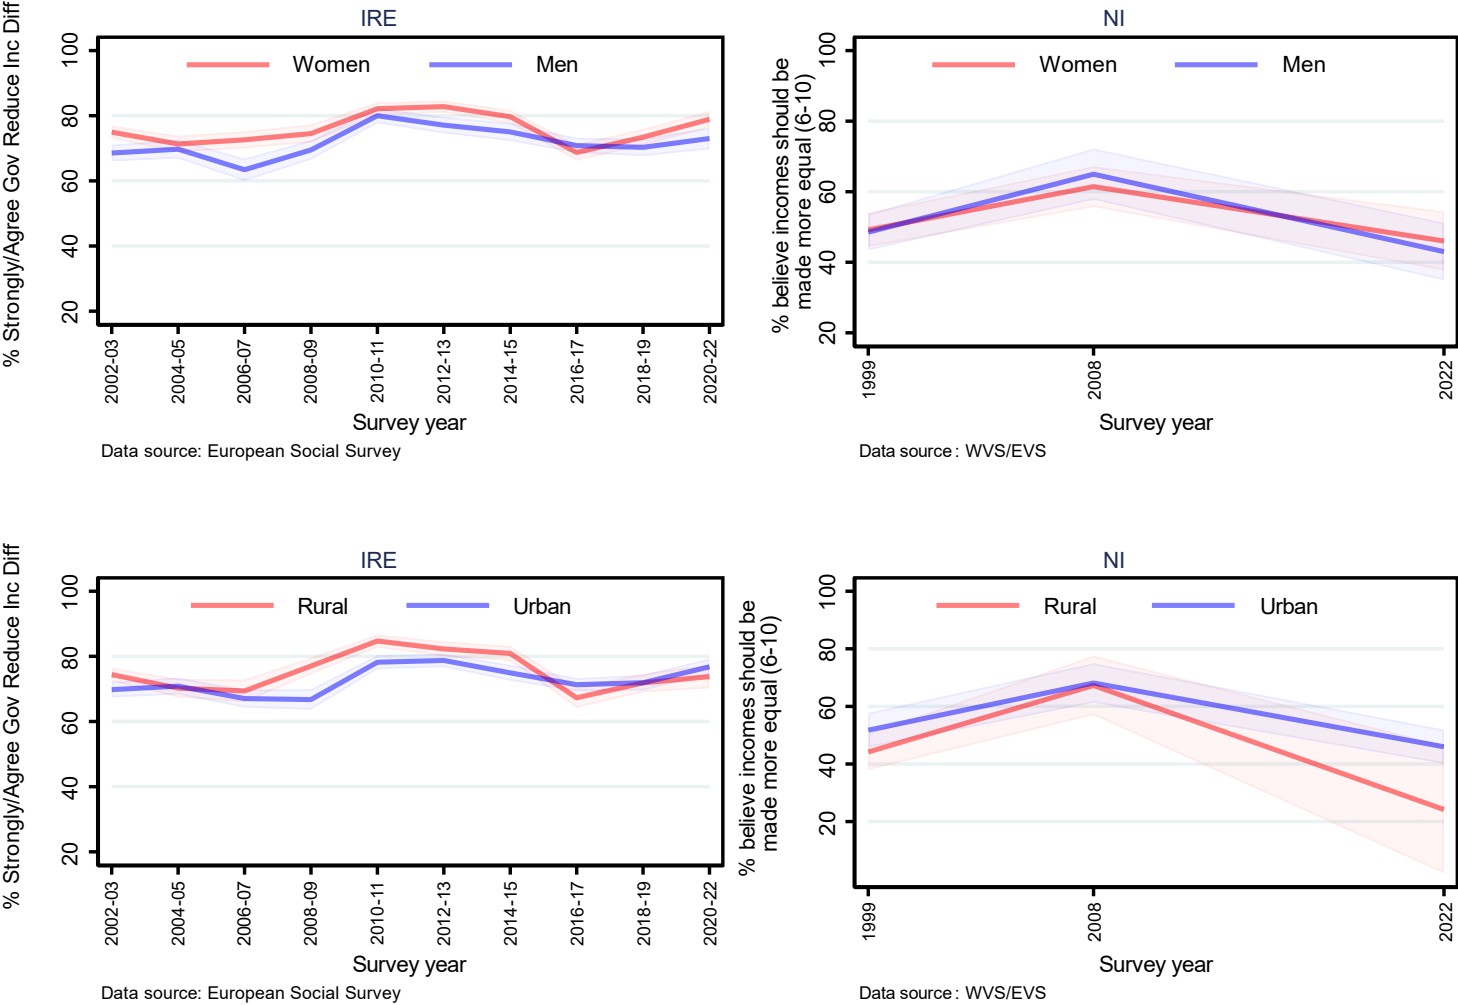 IRE
% Strongly/Agree Gov Reduce Inc Diff
100
80
60
40
20
Women
Men
2002-03
2004-05
2006-07
2008-09
2010-11
2012-13
2014-15
2016-17
2018-19
2020-22
Survey year
Data source: European Social Survey
NI
% believe incomes should be
made more equal (6-10)
100
80
60
40
20
Women
Men
1999
2008
2022
Survey year
Data source: WVS/EVS
IRE
% Strongly/Agree Gov Reduce Inc Diff
100
80
60
40
20
Rural
Urban
2002-03
2004-05
2006-07
2008-09
2010-11
2012-13
2014-15
2016-17
2018-19
2020-22
Survey year
Data source: European Social Survey
NI
% believe incomes should be
made more equal (6-10)
100
80
60
40
20
Rural
Urban
1999
2008
2022
Survey year
Data source: WVS/EVS